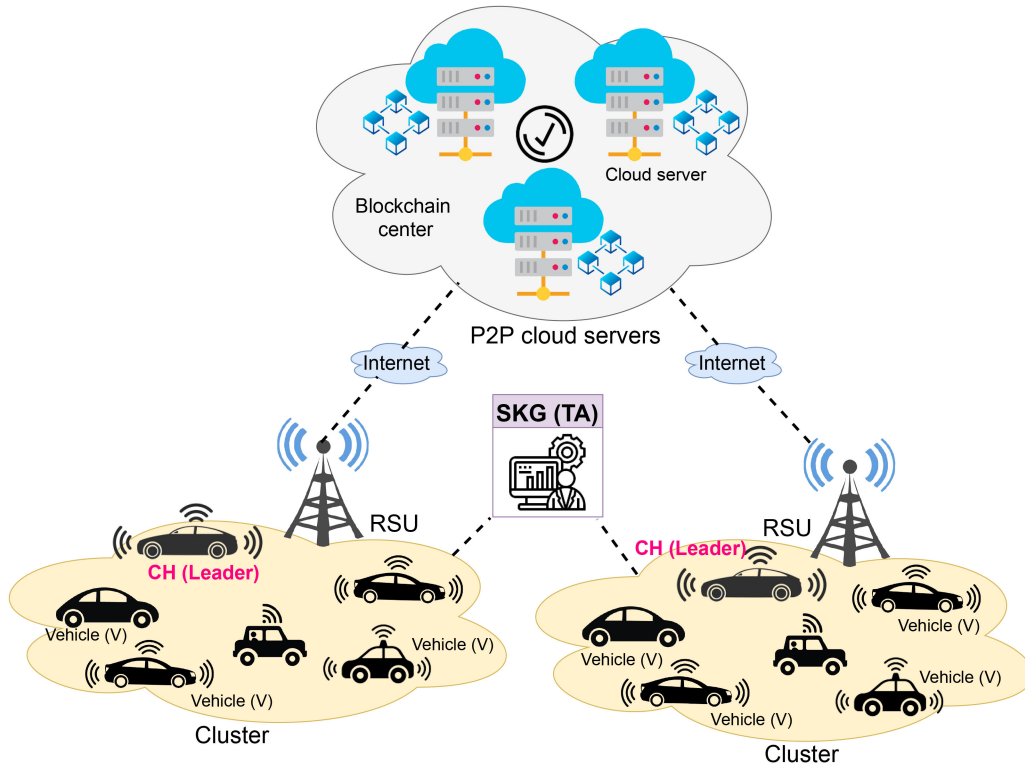 Cloud server
Blockchain
center
P2P cloud servers
Internet
Internet
SKG (TA)
RSU
RSU
CH (Leader)
CH (Leader)
Vehicle (V)
Vehicle (V)
Vehicle (V)
Vehicle (V)
Vehicle (V)
Vehicle (V)
Vehicle (V)
Cluster
Cluster